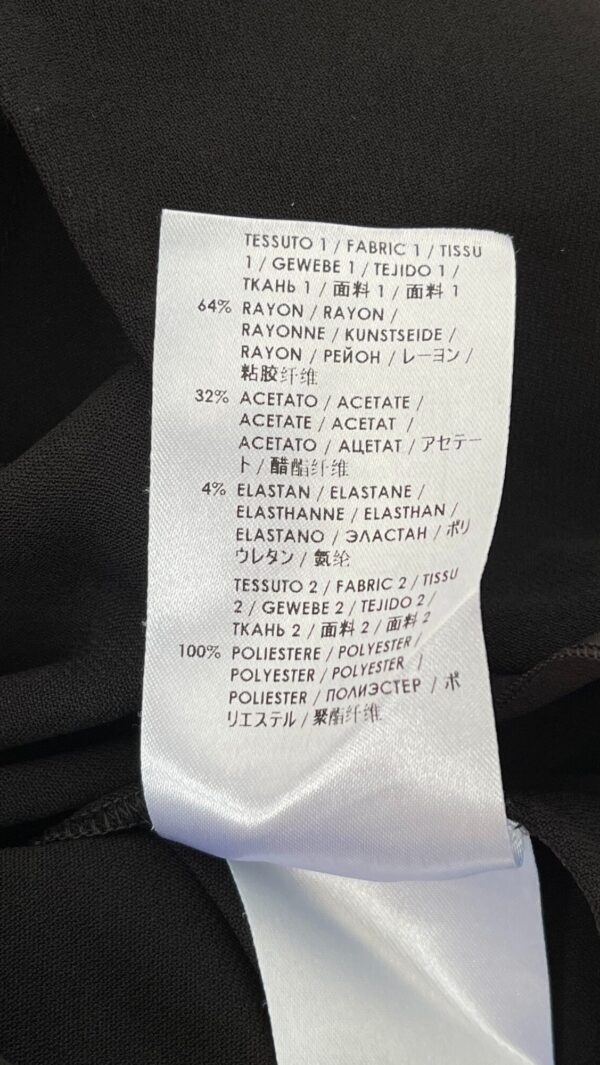 TESSUTO 1 / FABRIC 1 / TISSU
1 / GEWEBE 1 / TEJIDO 1 /
ТКАНЬ 1 / 面料 1 / 面料 1
64% RAYON / RAYON /
RAYONNE / KUNSTSEIDE /
RAYON / РЕЙОН / レーヨン /
粘胶纤维
32% ACETATO / ACETATE /
ACETATE / ACETAT /
ACETATO / АЦЕТАТ / アセテー
ト / 醋酯纤维
4% ELASTAN / ELASTANE /
ELASTHANNE / ELASTHAN /
ELASTANO / ЭЛАСТАН / ポリ
ウレタン / 氨纶
TESSUTO 2 / FABRIC 2 / TISSU
2 / GEWEBE 2 / TEJIDO 2 /
ТКАНЬ 2 / 面料 2 / 面料 2
100% POLIESTERE / POLYESTER /
POLYESTER / POLYESTER /
POLIESTER / ПОЛИЭСТЕР / ポ
リエステル / 聚酯纤维